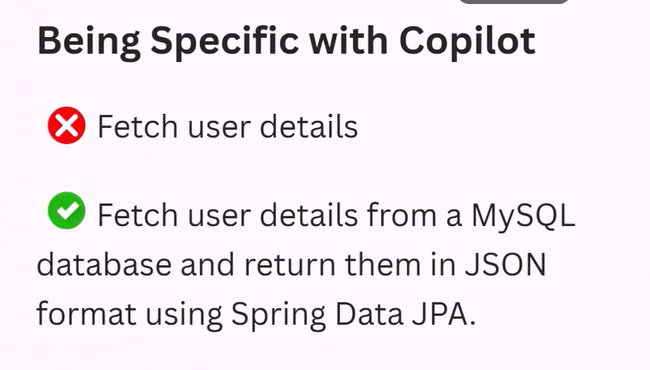 Being Specific with Copilot
Fetch user details
Fetch user details from a MySQL
database and return them in JSON
format using Spring Data JPA.